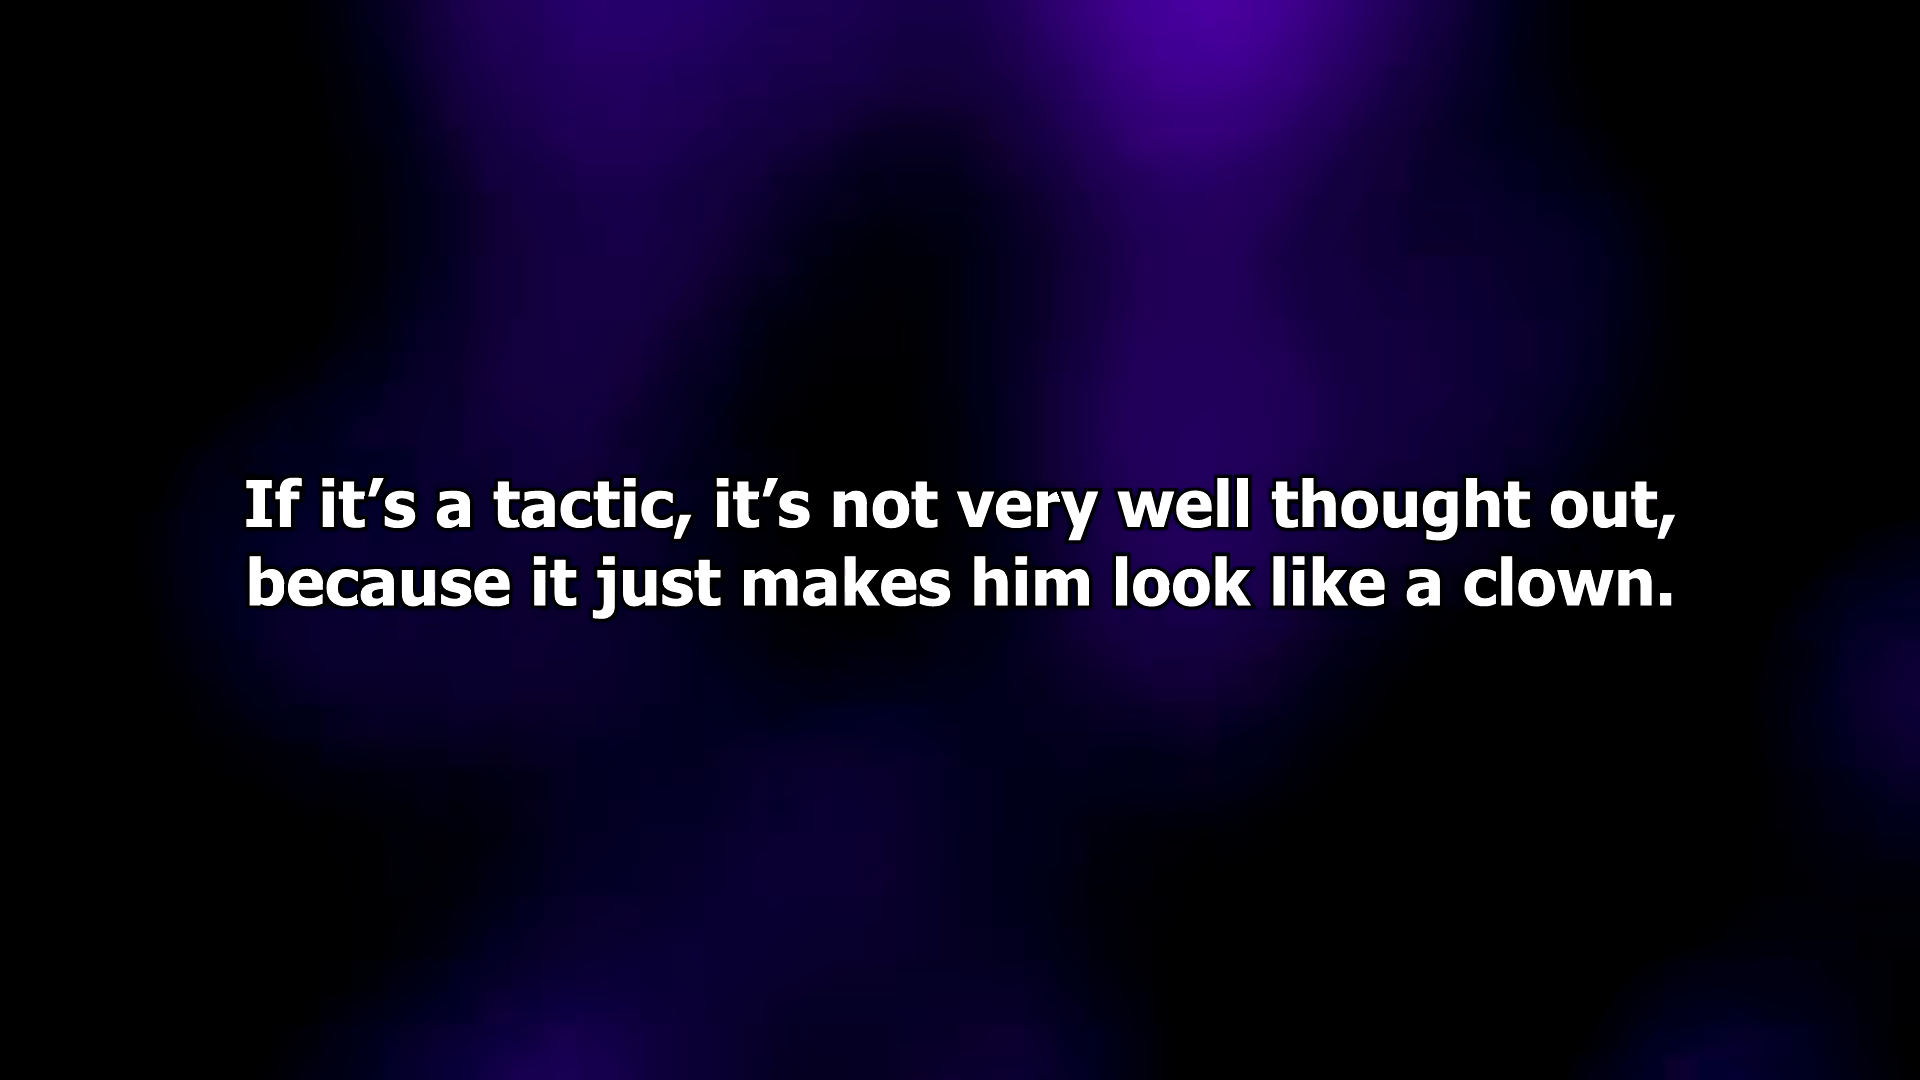 If it’s a tactic, it’s not very well thought out,
because it just makes him look like a clown.